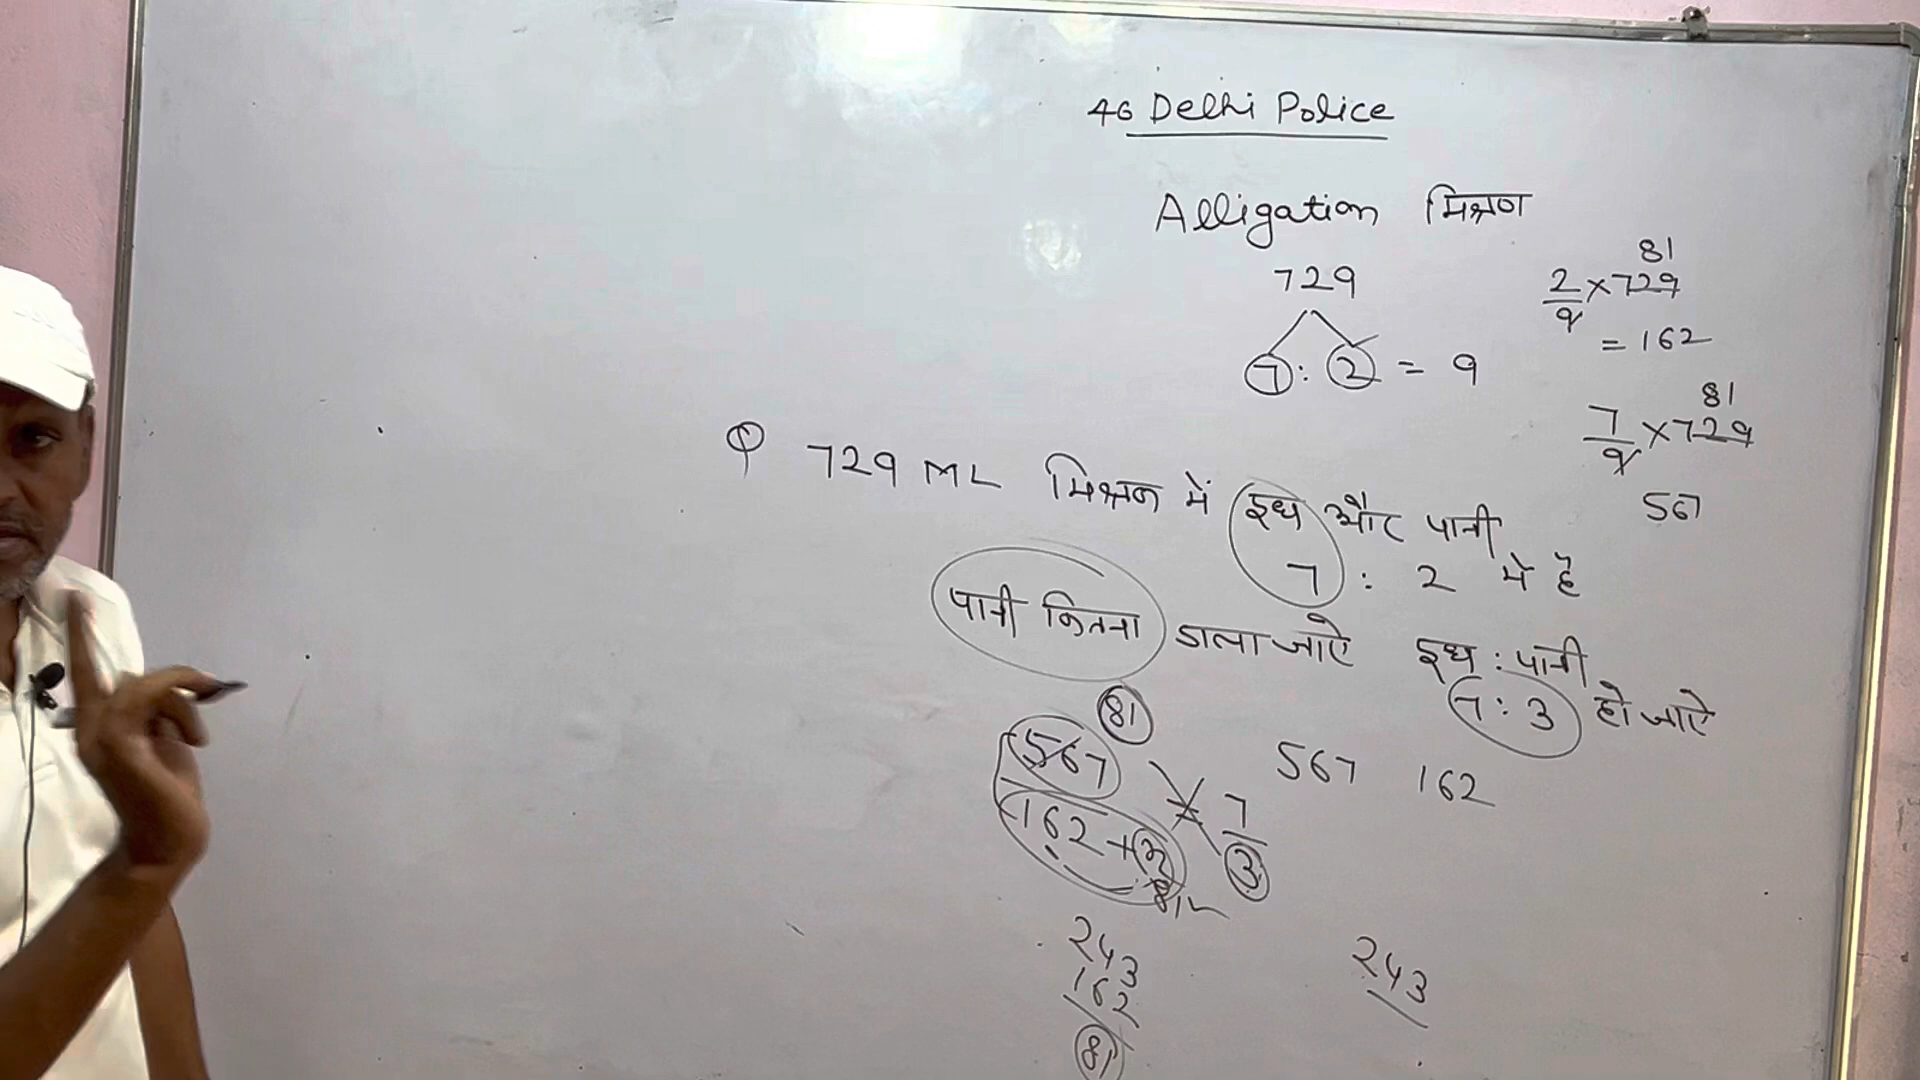 46 Delhi Police
Alligation मिश्रण
729
7 : 2 = 9
81
2/9 × 729
= 162
81
7/9 × 729
567
Q 729 ML मिश्रण में दुध और पानी
7 : 2 में है
पानी कितना डाला जाऐ दुध : पानी
7 : 3 हो जाऐ
81
567 7
162 + 3
567 162
81
243
162
81
243